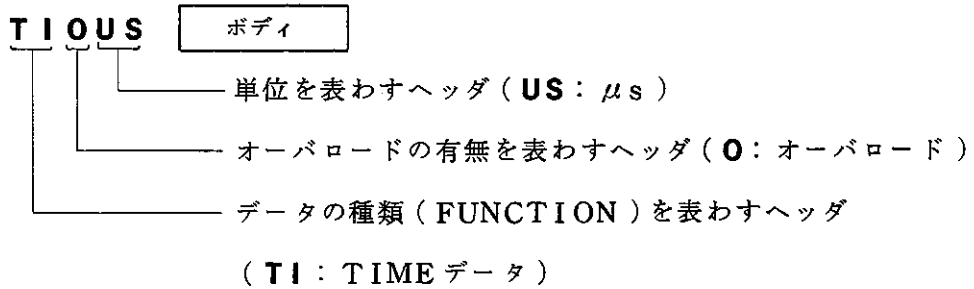 TIOUS ボディ
単位を表わすヘッダ(US:μs)
オーバロードの有無を表わすヘッダ(O:オーバロード)
データの種類(FUNCTION)を表わすヘッダ
(TI:TIMEデータ)